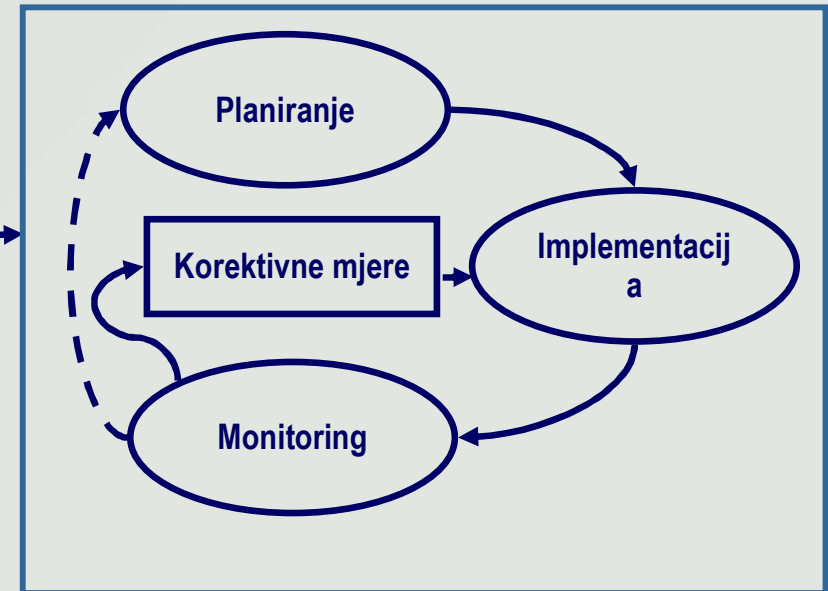 Planiranje
Korektivne mjere
Implementacij
a
Monitoring